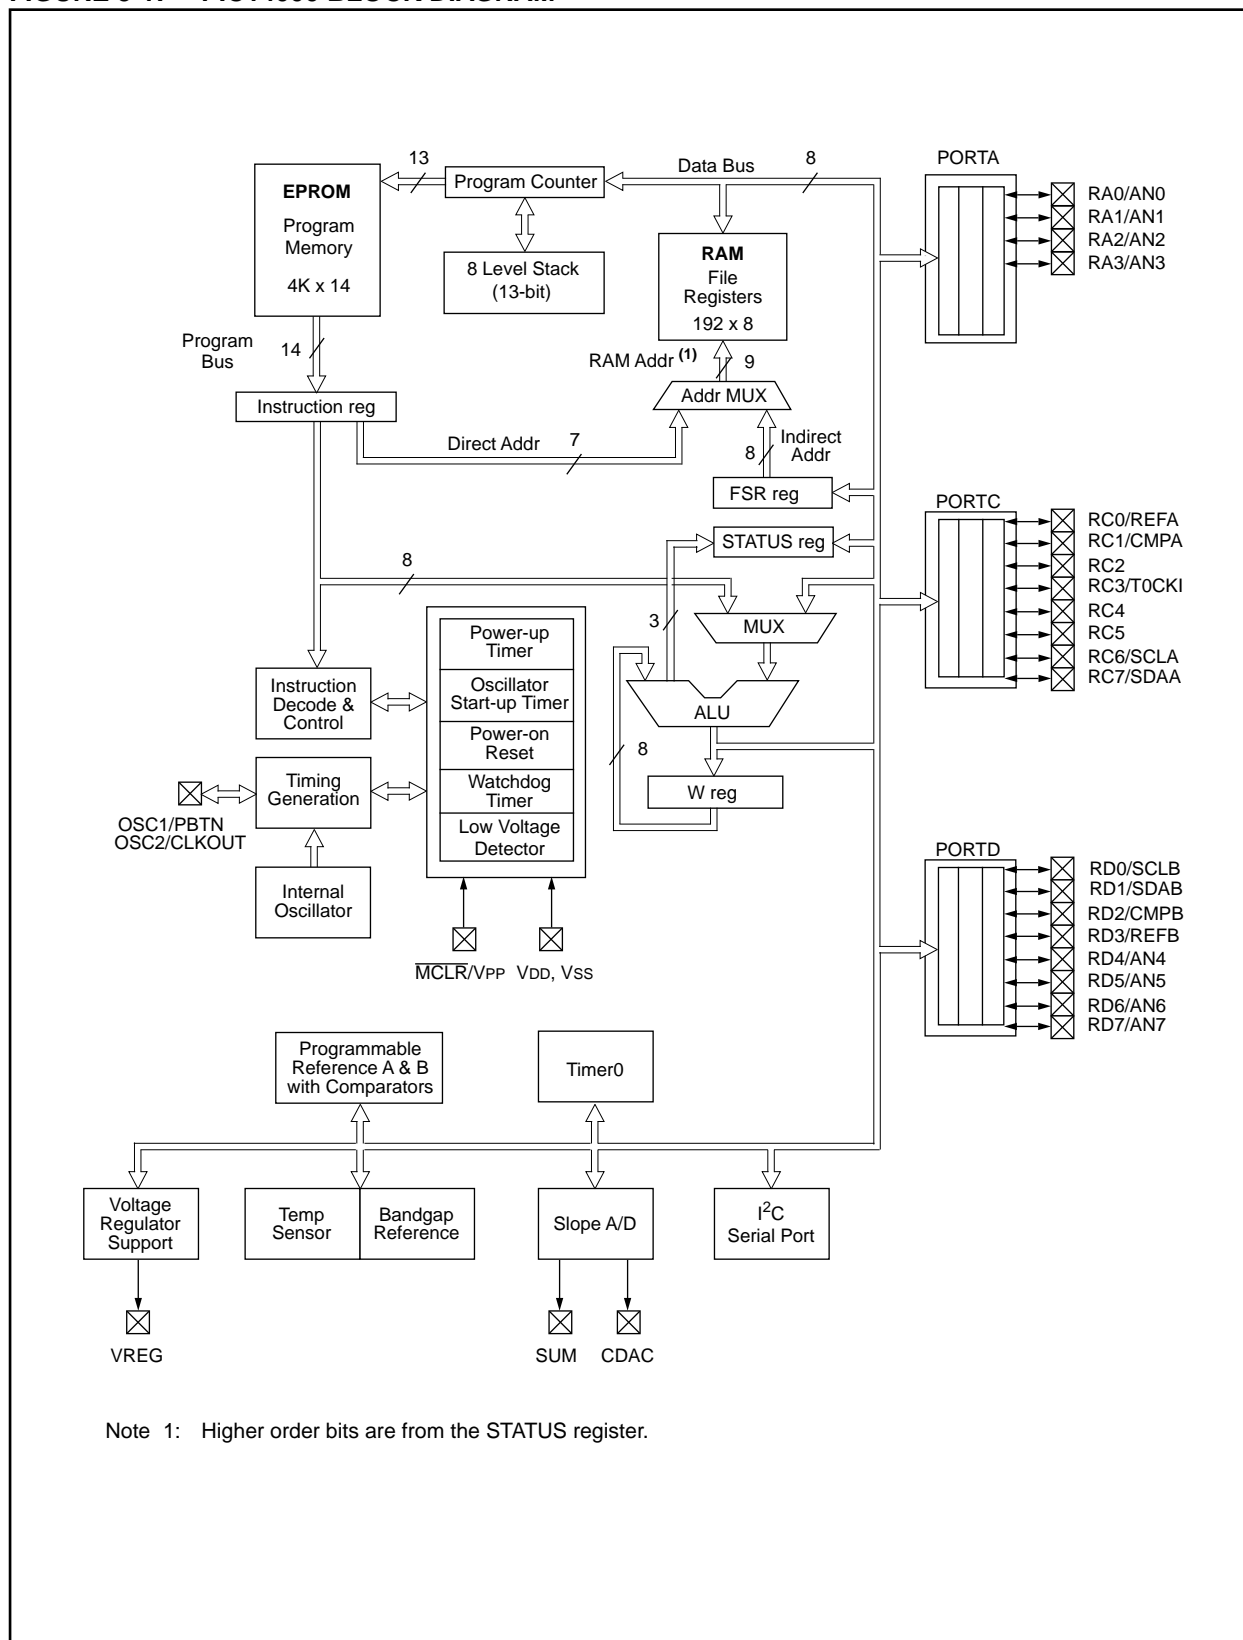 13
Data Bus
8
PORTA
EPROM
Program
Memory
4K x 14
Program Counter
8 Level Stack
(13-bit)
RAM
File
Registers
192 x 8
RA0/AN0
RA1/AN1
RA2/AN2
RA3/AN3
Program
Bus
14
RAM Addr (1)
9
Addr MUX
Instruction reg
Direct Addr
7
8
Indirect
Addr
FSR reg
STATUS reg
PORTC
RC0/REFA
RC1/CMPA
RC2
RC3/T0CKI
RC4
RC5
RC6/SCLA
RC7/SDAA
8
3
MUX
Power-up
Timer
Oscillator
Start-up Timer
Power-on
Reset
Watchdog
Timer
Low Voltage
Detector
Instruction
Decode &
Control
ALU
8
W reg
Timing
Generation
OSC1/PBTN
OSC2/CLKOUT
Internal
Oscillator
MCLR/VPP
VDD, VSS
PORTD
RD0/SCLB
RD1/SDAB
RD2/CMPB
RD3/REFB
RD4/AN4
RD5/AN5
RD6/AN6
RD7/AN7
Programmable
Reference A & B
with Comparators
Timer0
Voltage
Regulator
Support
Temp
Sensor
Bandgap
Reference
Slope A/D
I2C
Serial Port
VREG
SUM
CDAC
Note 1: Higher order bits are from the STATUS register.